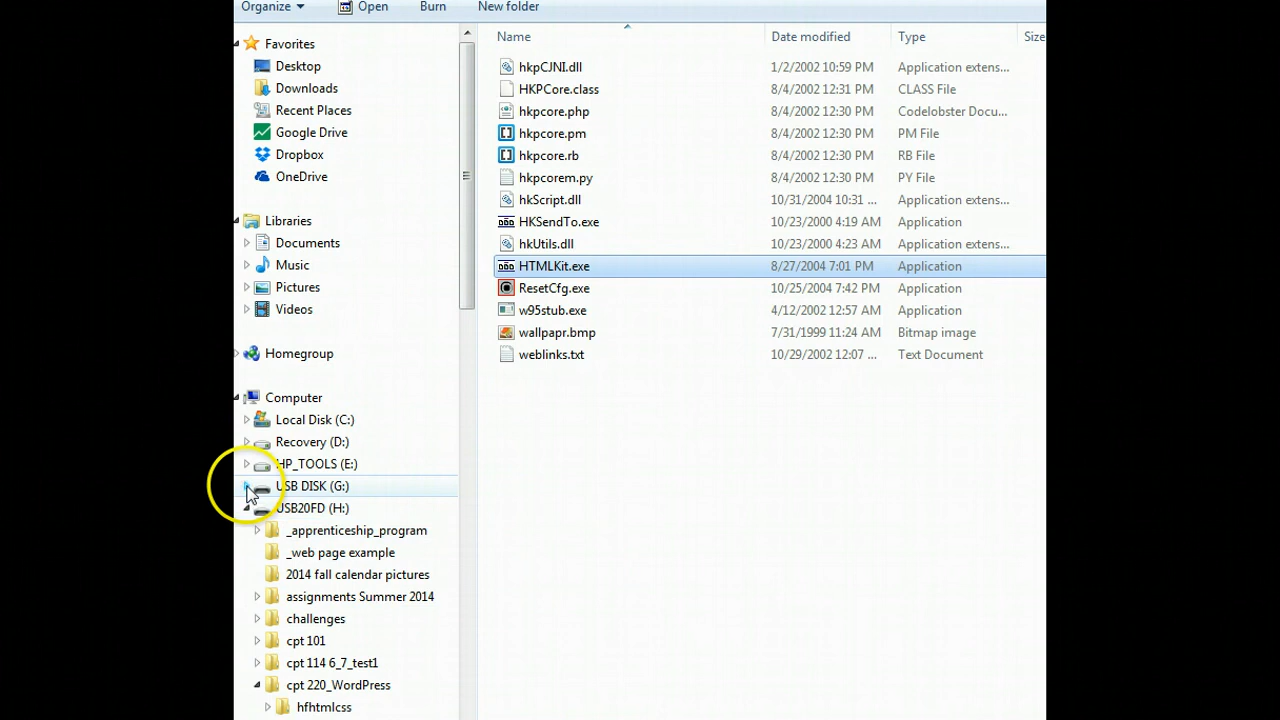 Organize Open Burn New folder
Name Date modified Type Size
Favorites
Desktop
Downloads
Recent Places
Google Drive
Dropbox
OneDrive
Libraries
Documents
Music
Pictures
Videos
Homegroup
Computer
Local Disk (C:)
Recovery (D:)
HP_TOOLS (E:)
USB DISK (G:)
USB20FD (H:)
_apprenticeship_program
_web page example
2014 fall calendar pictures
assignments Summer 2014
challenges
cpt 101
cpt 114 6_7_test1
cpt 220_WordPress
hfhtmlcss
hkpCJNI.dll 1/2/2002 10:59 PM Application extens...
HKPCore.class 8/4/2002 12:31 PM CLASS File
hkpcore.php 8/4/2002 12:30 PM Codelobster Docu...
hkpcore.pm 8/4/2002 12:30 PM PM File
hkpcore.rb 8/4/2002 12:30 PM RB File
hkpcorem.py 8/4/2002 12:30 PM PY File
hkScript.dll 10/31/2004 10:31 ... Application extens...
HKSendTo.exe 10/23/2000 4:19 AM Application
hkUtils.dll 10/23/2000 4:23 AM Application extens...
HTMLKit.exe 8/27/2004 7:01 PM Application
ResetCfg.exe 10/25/2004 7:42 PM Application
w95stub.exe 4/12/2002 12:57 AM Application
wallpapr.bmp 7/31/1999 11:24 AM Bitmap image
weblinks.txt 10/29/2002 12:07 ... Text Document